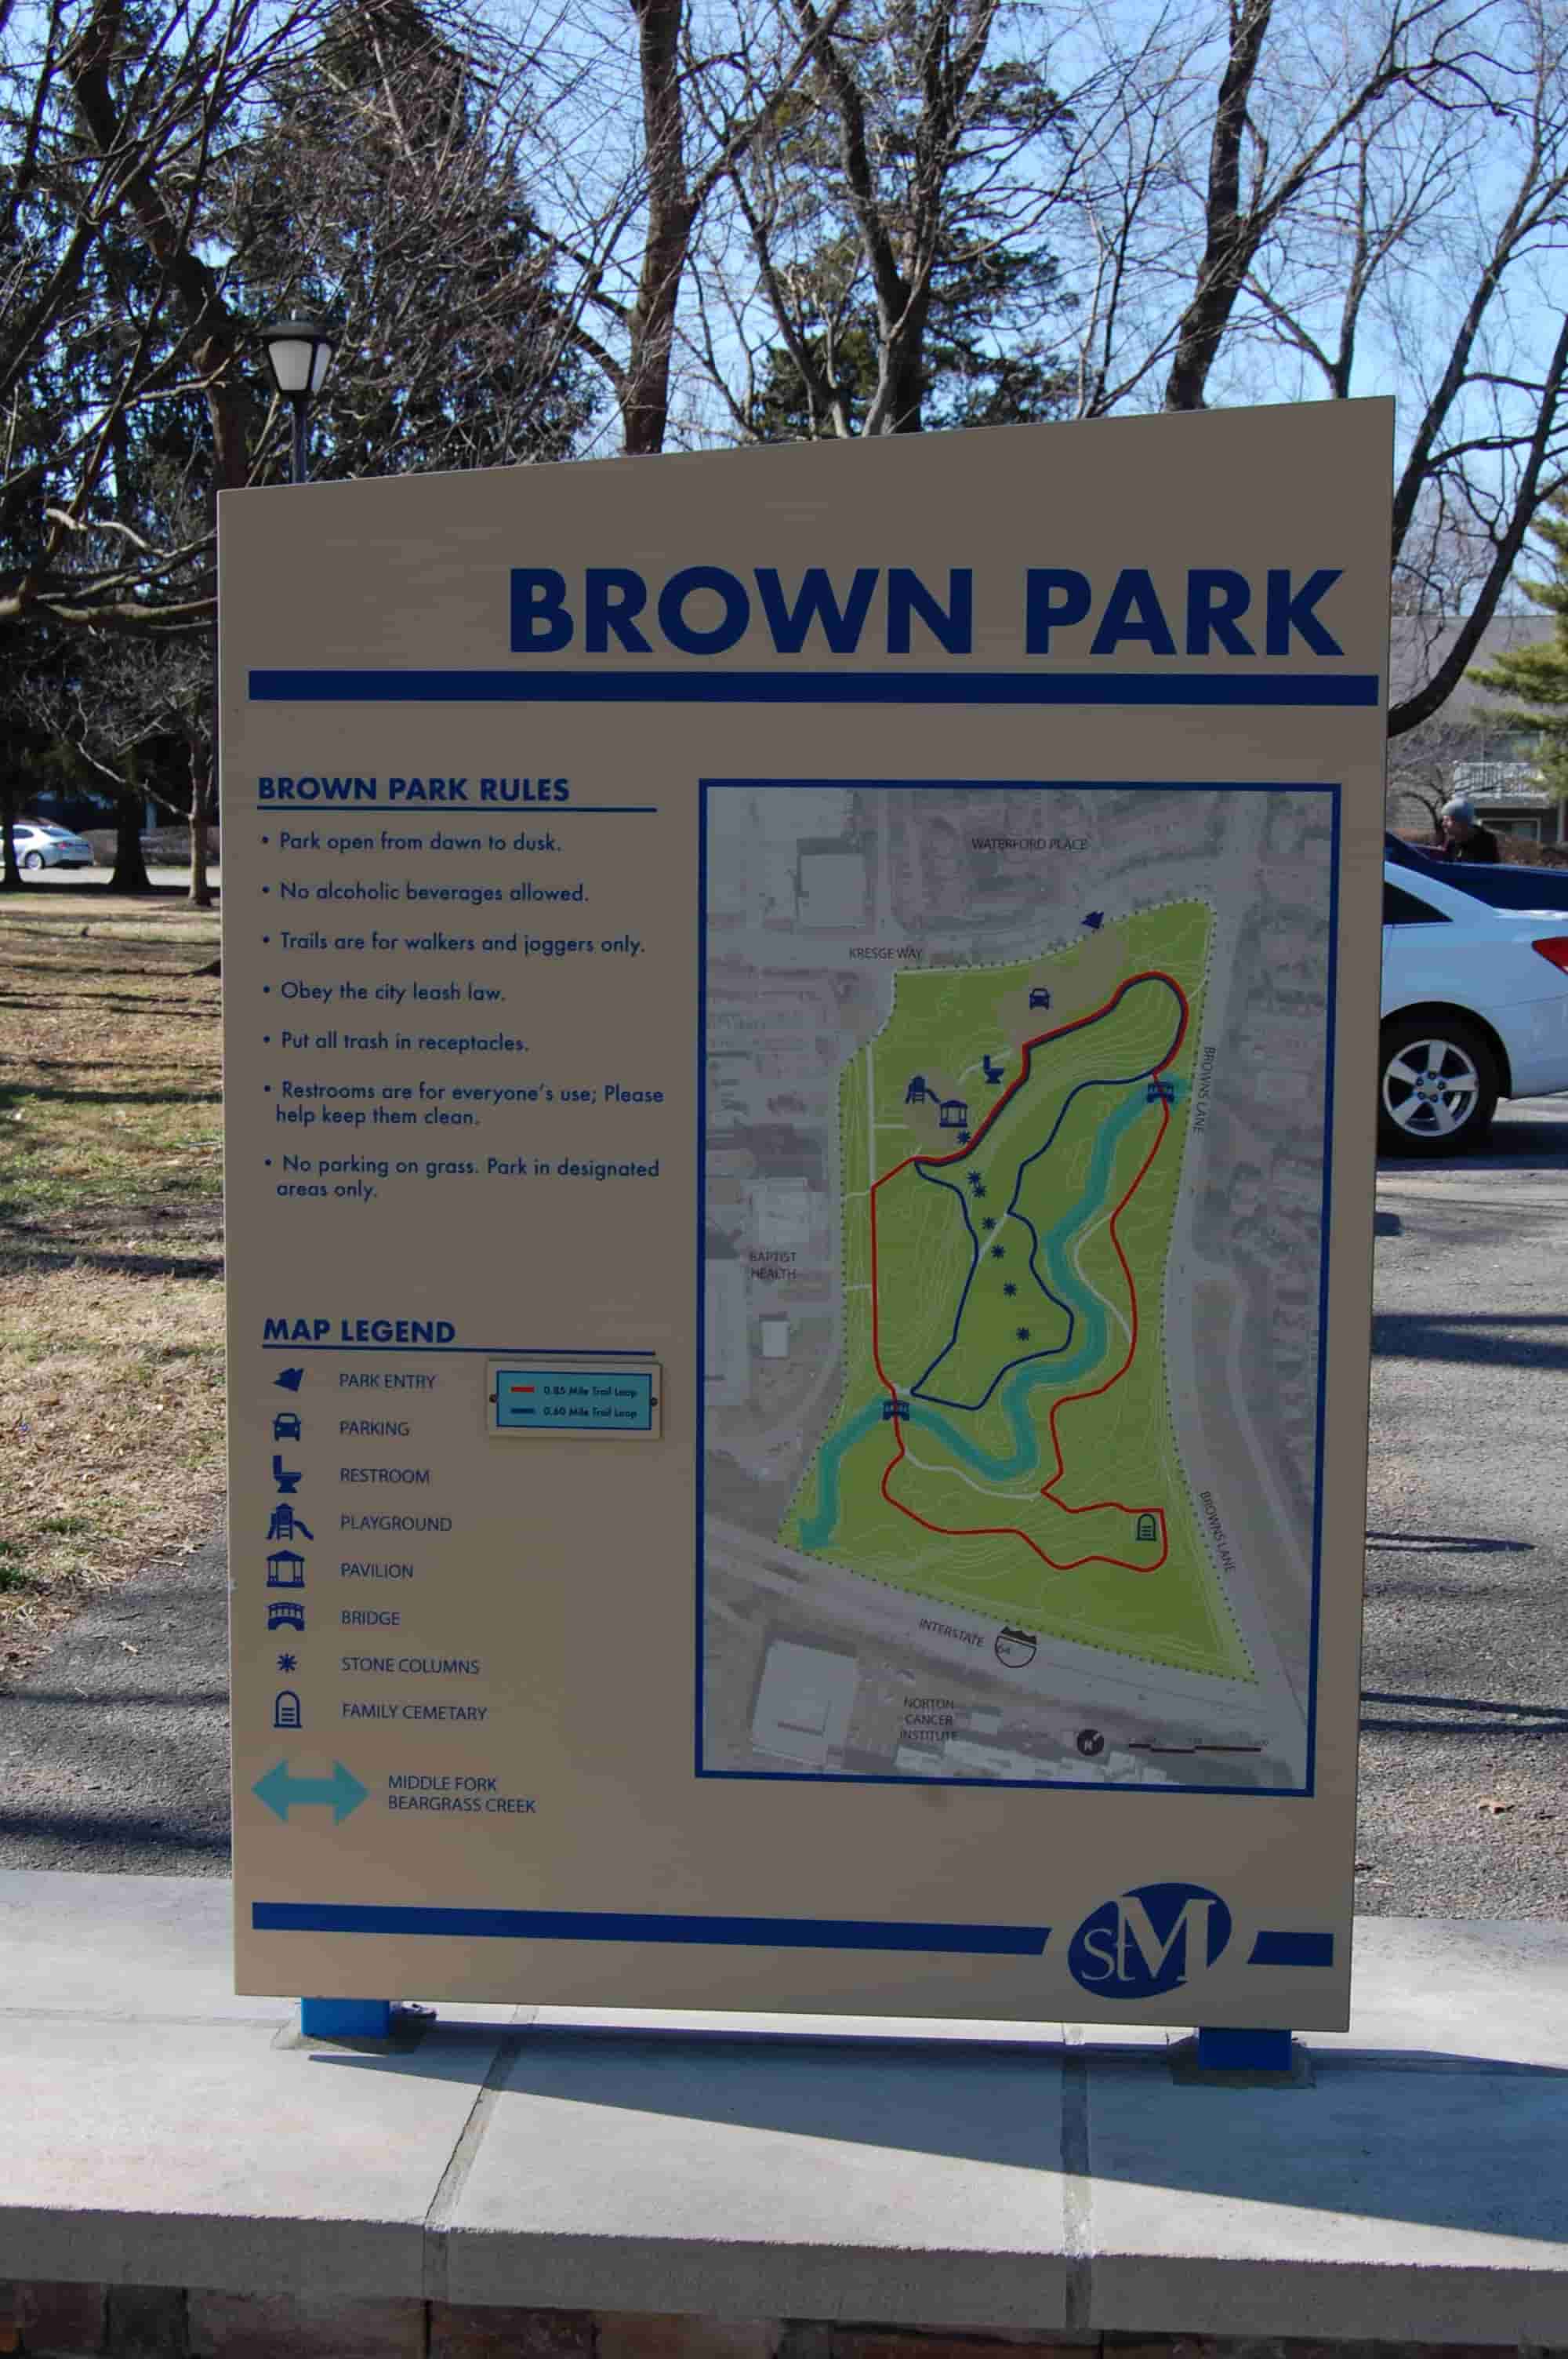 BROWN PARK
BROWN PARK RULES
• Park open from dawn to dusk.
• No alcoholic beverages allowed.
• Trails are for walkers and joggers only.
• Obey the city leash law.
• Put all trash in receptacles.
• Restrooms are for everyone's use; Please
help keep them clean.
• No parking on grass. Park in designated
areas only.
MAP LEGEND
PARK ENTRY
PARKING
RESTROOM
PLAYGROUND
PAVILION
BRIDGE
STONE COLUMNS
FAMILY CEMETARY
MIDDLE FORK
BEARGRASS CREEK
0.85 Mile Trail Loop
0.60 Mile Trail Loop
WATERFORD PLACE
KRESGE WAY
BROWNS LANE
BAPTIST
HEALTH
BROWNS LANE
INTERSTATE 64
NORTON
CANCER
INSTITUTE
N
StM